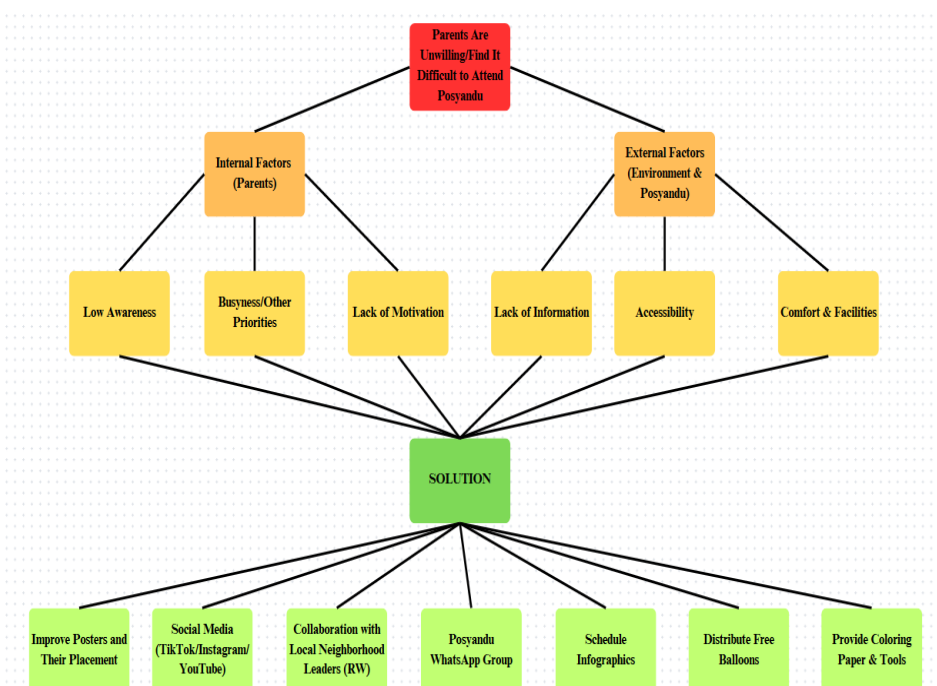 Parents Are
Unwilling/Find It
Difficult to Attend
Posyandu
Internal Factors
(Parents)
External Factors
(Environment &
Posyandu)
Low Awareness
Busyness/Other
Priorities
Lack of Motivation
Lack of Information
Accessibility
Comfort & Facilities
SOLUTION
Improve Posters and
Their Placement
Social Media
(TikTok/Instagram/
YouTube)
Collaboration with
Local Neighborhood
Leaders (RW)
Posyandu
WhatsApp Group
Schedule
Infographics
Distribute Free
Balloons
Provide Coloring
Paper & Tools